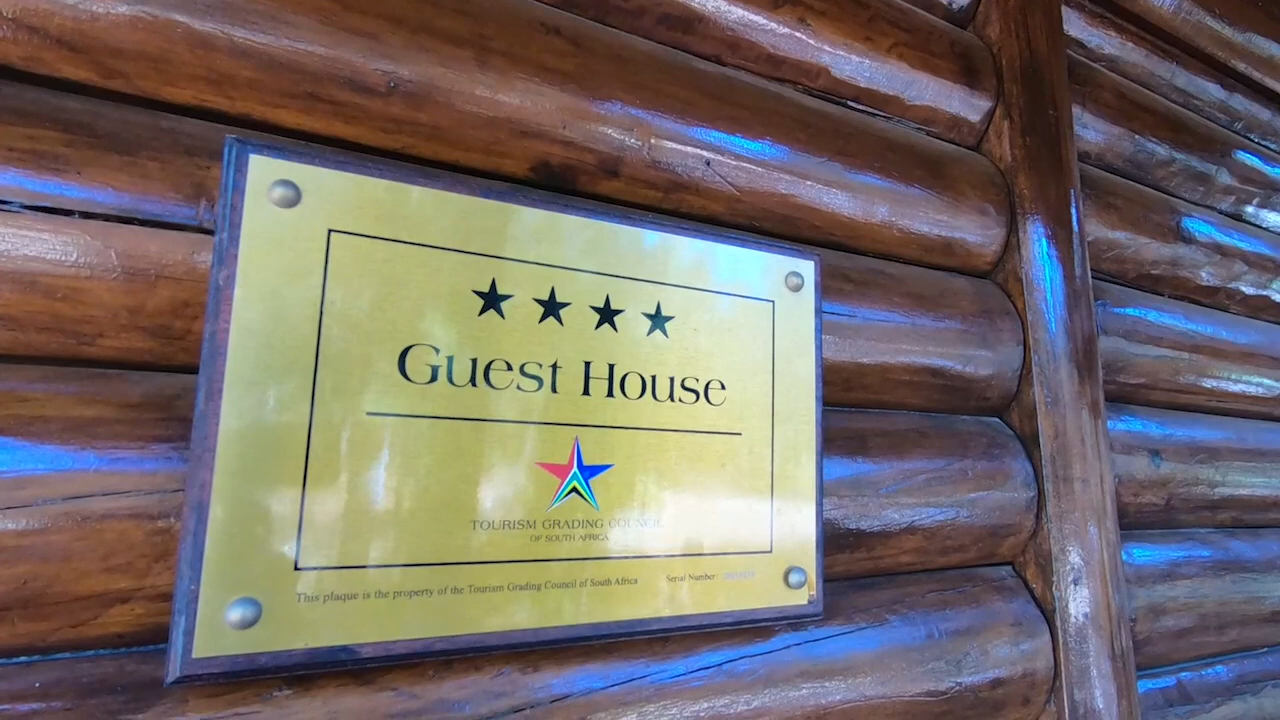 ★★★★
Guest House
TOURISM GRADING COUNCIL
OF SOUTH AFRICA
This plaque is the property of the Tourism Grading Council of South Africa Serial Number: